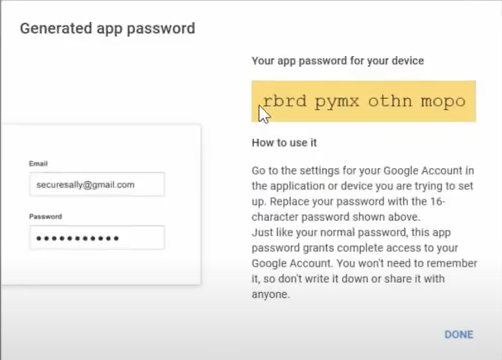 Generated app password
Your app password for your device
rbrd pymx othn mopo
How to use it
Go to the settings for your Google Account in
the application or device you are trying to set
up. Replace your password with the 16-
character password shown above.
Just like your normal password, this app
password grants complete access to your
Google Account. You won't need to remember
it, so don't write it down or share it with
anyone.
Email
securesally@gmail.com
Password
•••••••••••
DONE